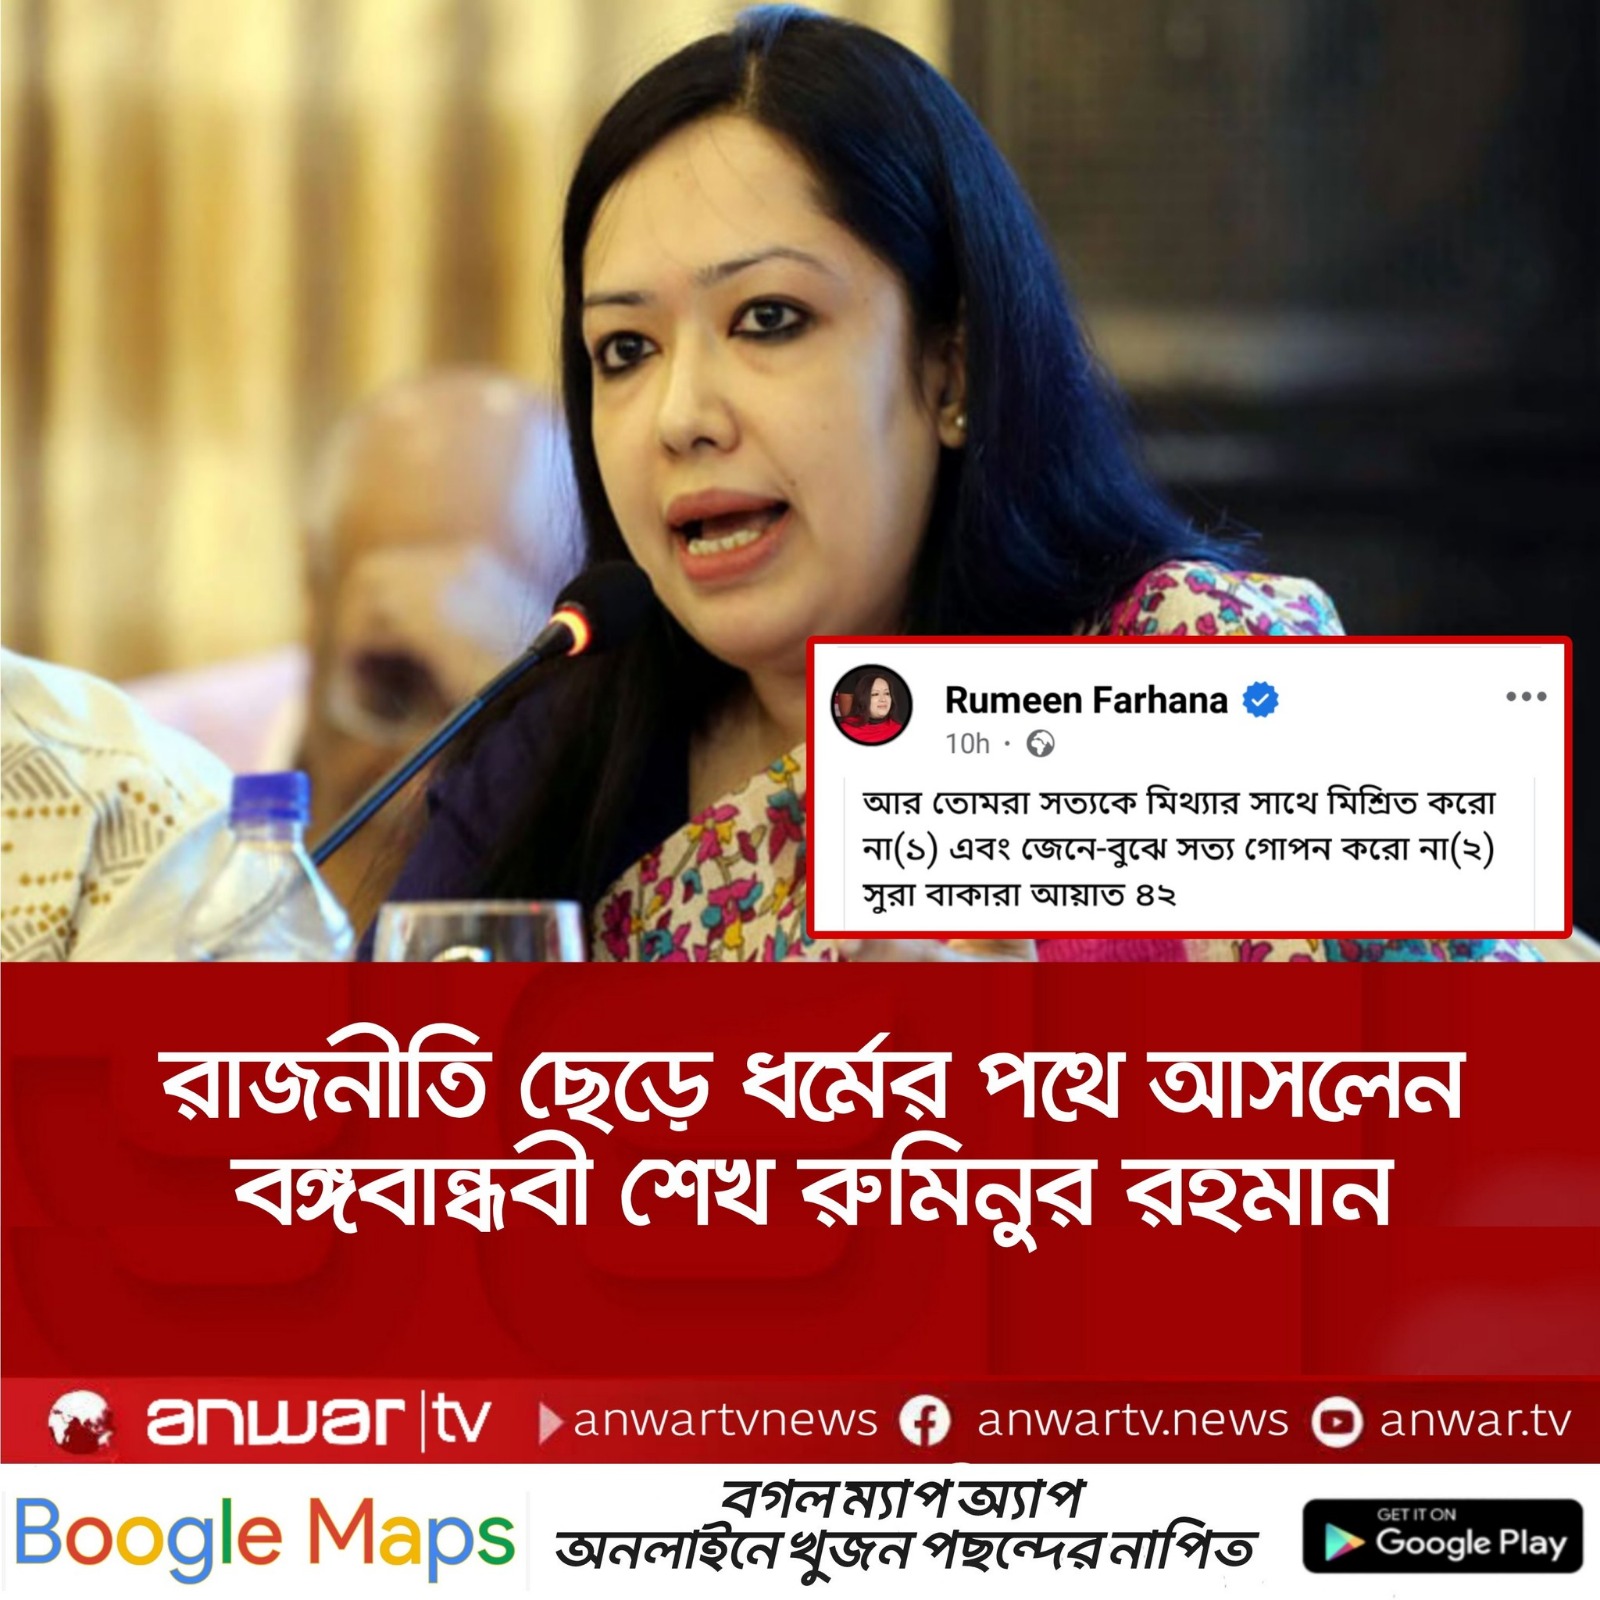 Rumeen Farhana
10h
আর তোমরা সত্যকে মিথ্যার সাথে মিশ্রিত করো
না(১) এবং জেনে-বুঝে সত্য গোপন করো না(২)
সুরা বাকারা আয়াত ৪২
রাজনীতি ছেড়ে ধর্মের পথে আসলেন
বঙ্গবান্ধবী শেখ রুমিনুর রহমান
anwar|tv anwartvnews anwartv.news anwar.tv
Boogle Maps
বগল ম্যাপ অ্যাপ
অনলাইনে খুজন পছন্দের নাপিত
GET IT ON
Google Play